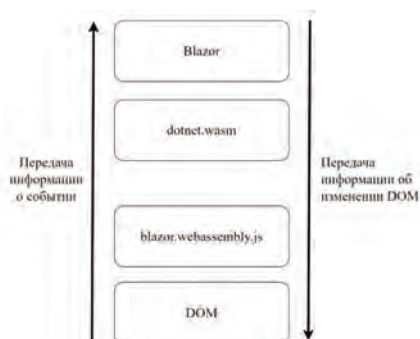 Blazor
dotnet.wasm
Передача
информации
о событии
Передача
информации об
изменении DOM
blazor.webassembly.js
DOM